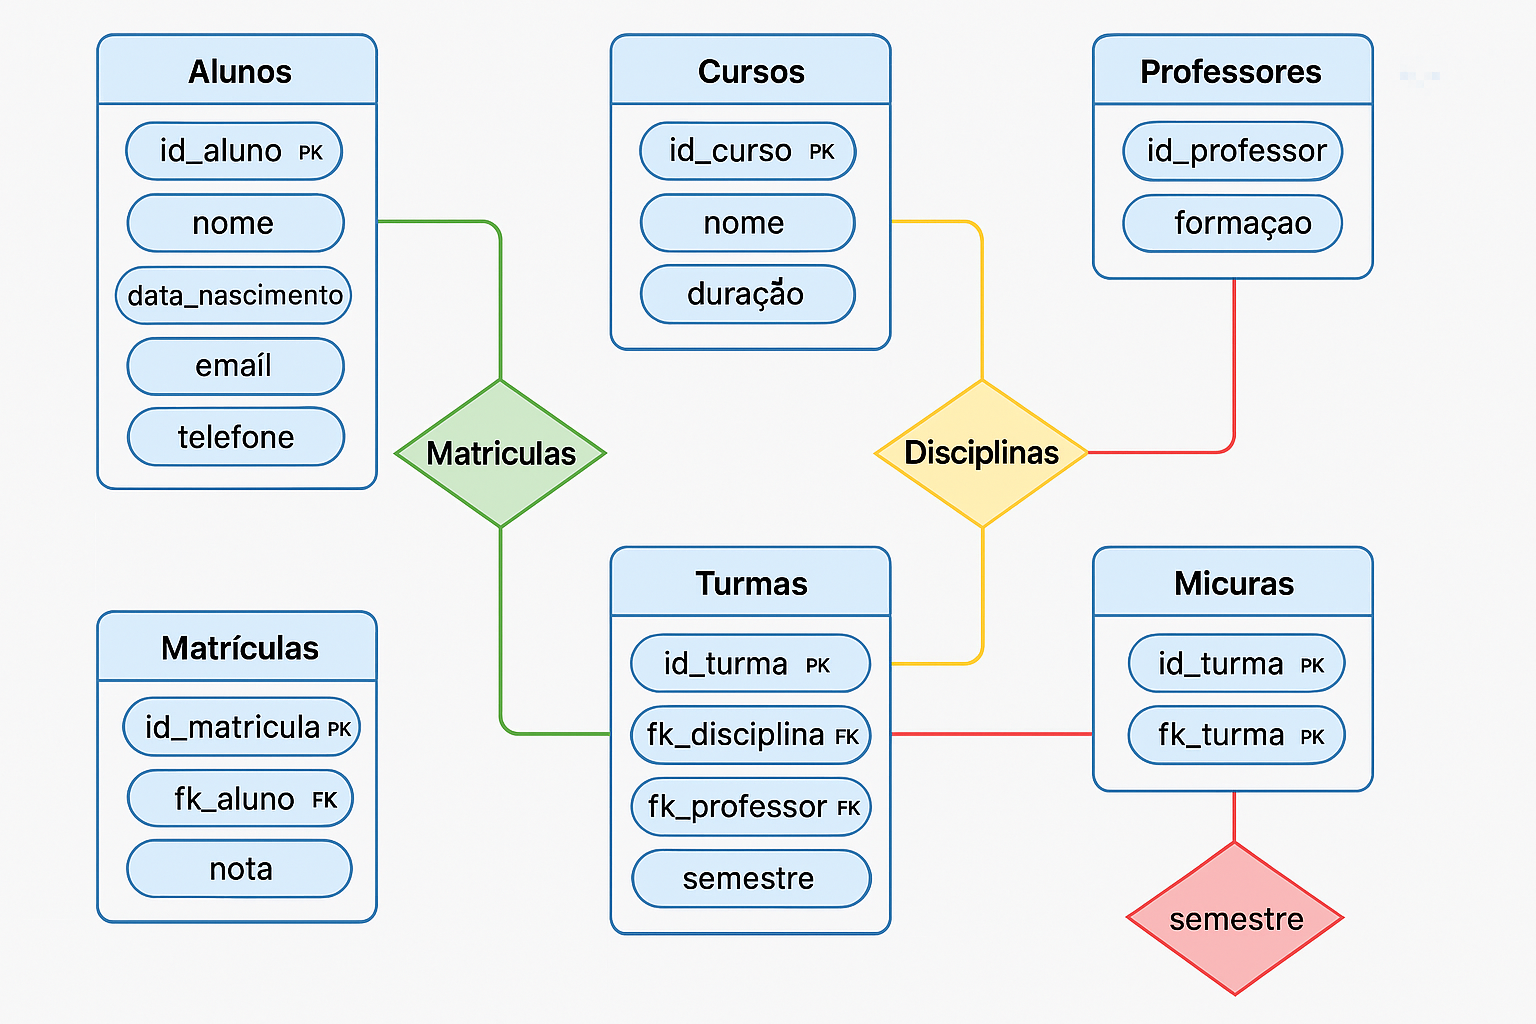 Alunos
id_aluno PK
nome
data_nascimento
emaíl
telefone
Cursos
id_curso PK
nome
duração
Professores
id_professor
formaçao
Matriculas
Disciplinas
Matrículas
id_matricula PK
fk_aluno FK
nota
Turmas
id_turma PK
fk_disciplina FK
fk_professor FK
semestre
Micuras
id_turma PK
fk_turma PK
semestre